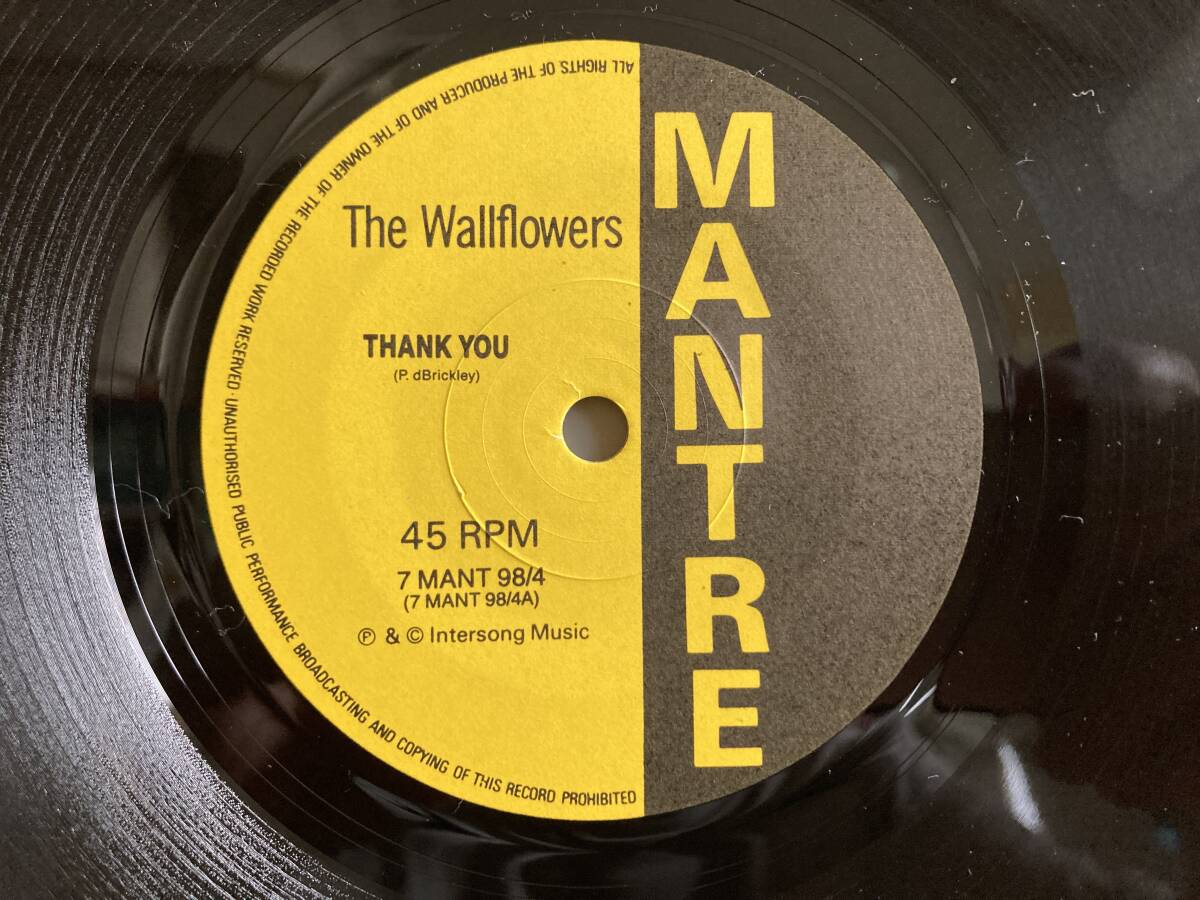 The Wallflowers
THANK YOU
(P. dBrickley)
45 RPM
7 MANT 98/4
(7 MANT 98/4A)
℗ & © Intersong Music
MANTRE
ALL RIGHTS OF THE PRODUCER AND OF THE OWNER OF THE RECORDED WORK RESERVED · UNAUTHORISED PUBLIC PERFORMANCE BROADCASTING AND COPYING OF THIS RECORD PROHIBITED